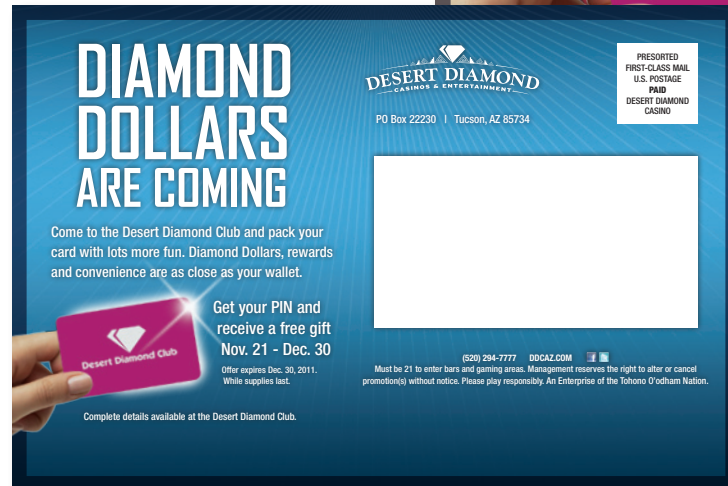 DIAMOND
DOLLARS
ARE COMING
Come to the Desert Diamond Club and pack your
card with lots more fun. Diamond Dollars, rewards
and convenience are as close as your wallet.
Desert Diamond Club
Get your PIN and
receive a free gift
Nov. 21 - Dec. 30
Offer expires Dec. 30, 2011.
While supplies last.
Complete details available at the Desert Diamond Club.
DESERT DIAMOND
CASINOS & ENTERTAINMENT
PO Box 22230 | Tucson, AZ 85734
PRESORTED
FIRST-CLASS MAIL
U.S. POSTAGE
PAID
DESERT DIAMOND
CASINO
(520) 294-7777 DDCAZ.COM
Must be 21 to enter bars and gaming areas. Management reserves the right to alter or cancel
promotion(s) without notice. Please play responsibly. An Enterprise of the Tohono O'odham Nation.